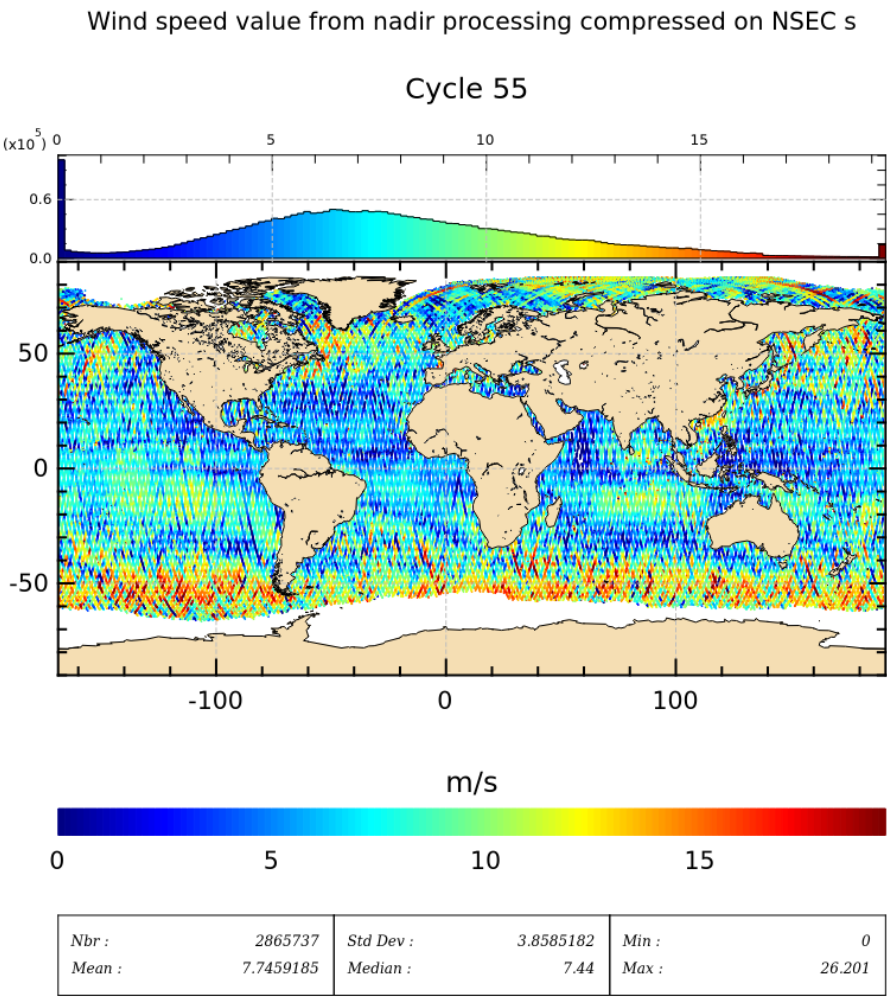 Wind speed value from nadir processing compressed on NSEC s
Cycle 55
(x10^5) 0 5 10 15
0.6
0.0
50
0
-50
-100 0 100
m/s
0 5 10 15
Nbr : 2865737 Std Dev : 3.8585182 Min : 0
Mean : 7.7459185 Median : 7.44 Max : 26.201